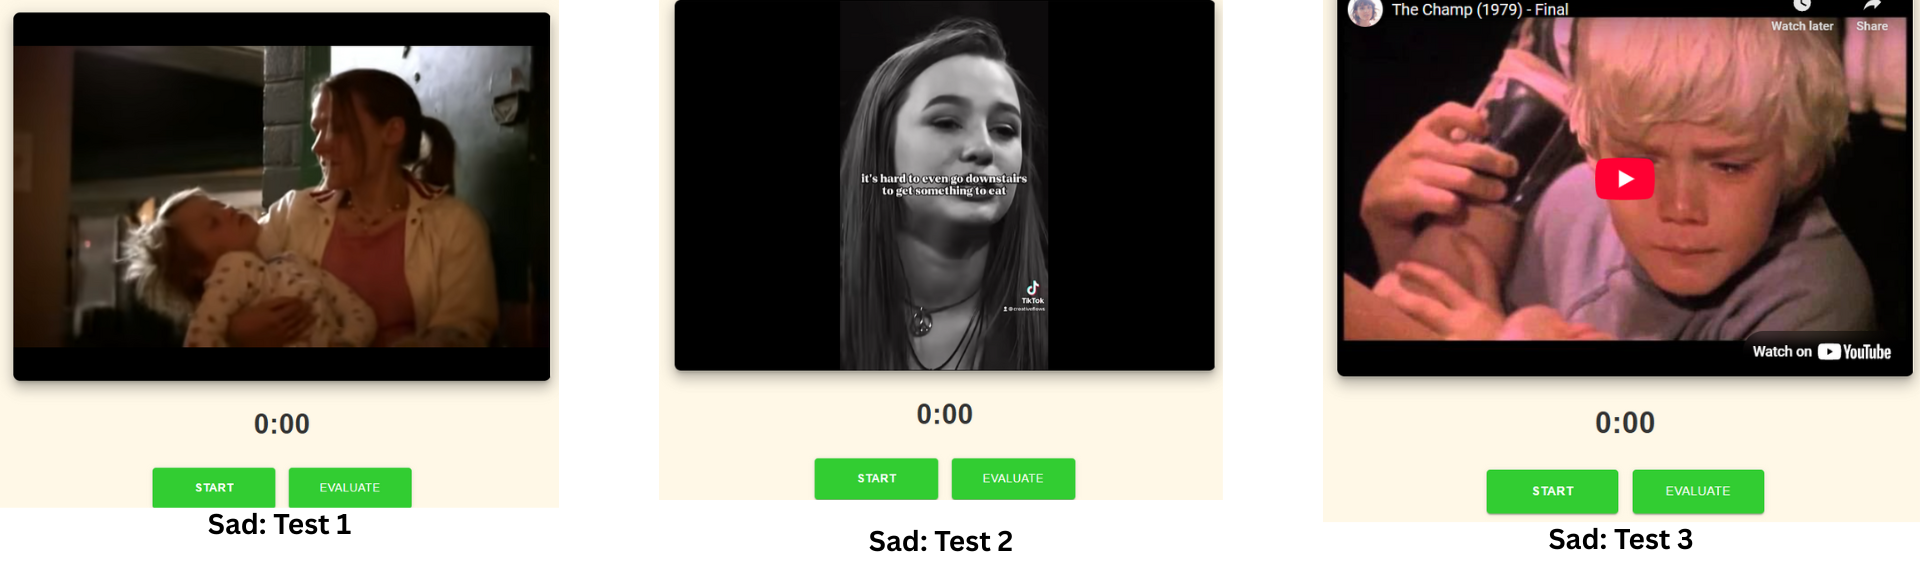 0:00
START
EVALUATE
Sad: Test 1
it's hard to even go downstairs
to get something to eat
TikTok
0:00
START
EVALUATE
Sad: Test 2
The Champ (1979) - Final
Watch later
Share
Watch on YouTube
0:00
START
EVALUATE
Sad: Test 3